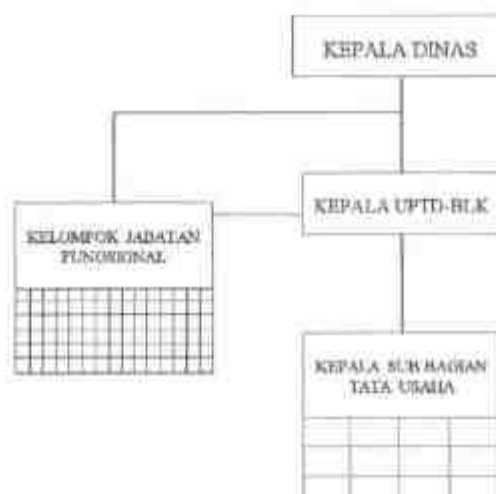 KEPALA DINAS
KEPALA UPTD-BLK
KELOMPOK JABATAN
FUNGSIONAL
KEPALA SUB BAGIAN
TATA USAHA